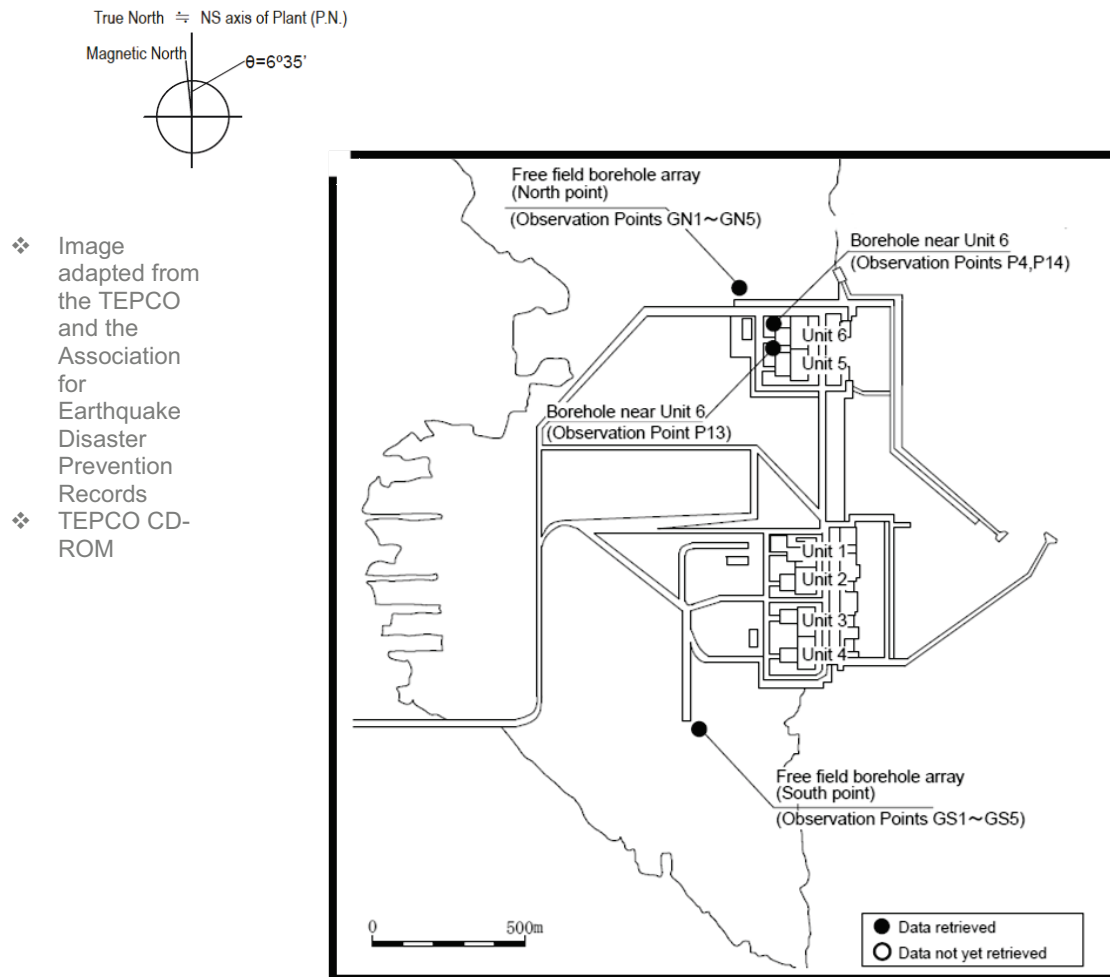 True North ≒ NS axis of Plant (P.N.)
Magnetic North
θ=6º35'
❖ Image
adapted from
the TEPCO
and the
Association
for
Earthquake
Disaster
Prevention
Records
❖ TEPCO CD-
ROM
Free field borehole array
(North point)
(Observation Points GN1～GN5)
Borehole near Unit 6
(Observation Points P4,P14)
Unit 6
Unit 5
Borehole near Unit 6
(Observation Point P13)
Unit 1
Unit 2
Unit 3
Unit 4
Free field borehole array
(South point)
(Observation Points GS1～GS5)
0 500m
Data retrieved
Data not yet retrieved